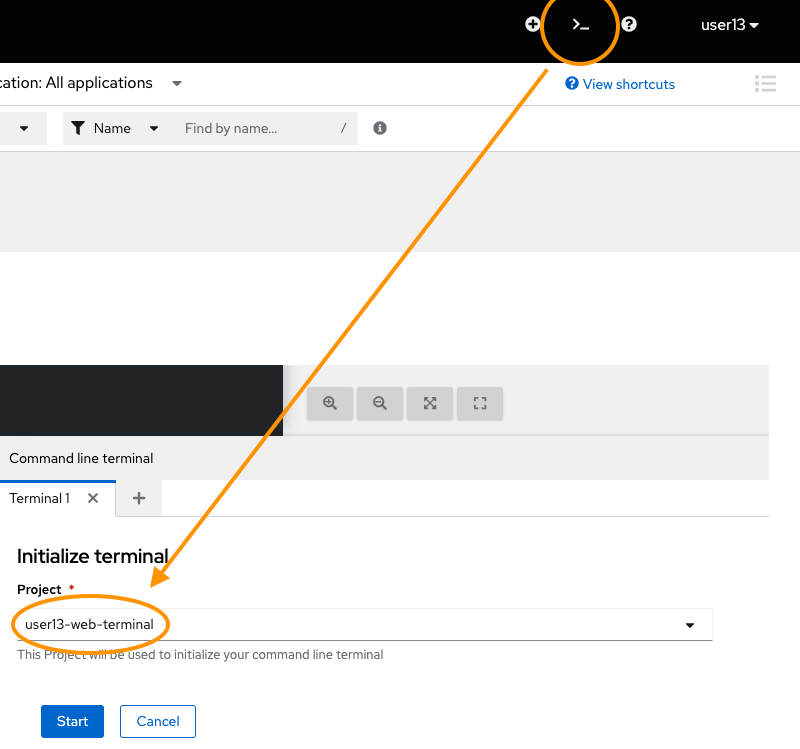 >_
user13
cation: All applications
View shortcuts
Name
Find by name...
/
Command line terminal
Terminal 1
Initialize terminal
Project *
user13-web-terminal
This Project will be used to initialize your command line terminal
Start
Cancel